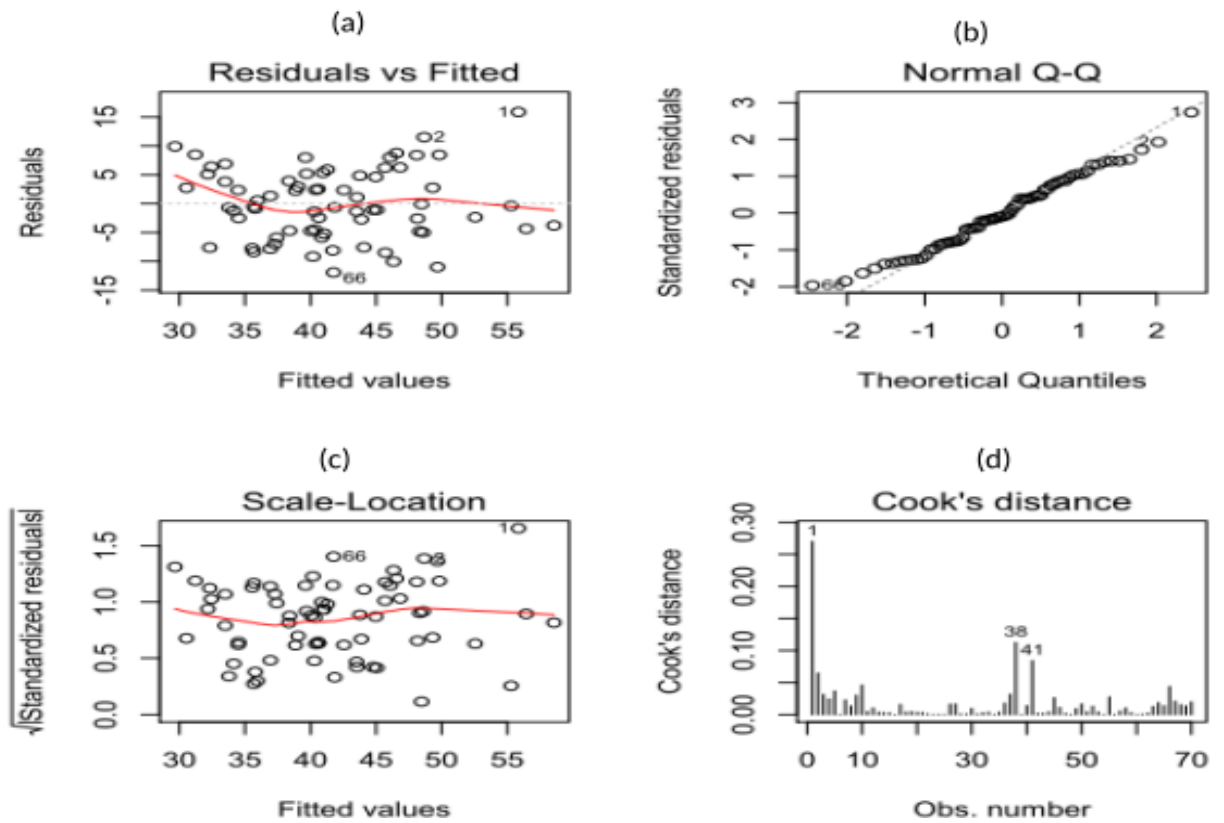 (a)
Residuals vs Fitted
Residuals
15
5
-5
-15
1
2
66
30 35 40 45 50 55
Fitted values
(b)
Normal Q-Q
Standardized residuals
3
2
1
0
-1
-2
1
2
-2 -1 0 1 2
Theoretical Quantiles
(c)
Scale-Location
√|Standardized residuals|
1.5
1.0
0.5
0.0
1
66
30 35 40 45 50 55
Fitted values
(d)
Cook's distance
Cook's distance
0.30
0.20
0.10
0.00
1
38
41
0 10 30 50 70
Obs. number